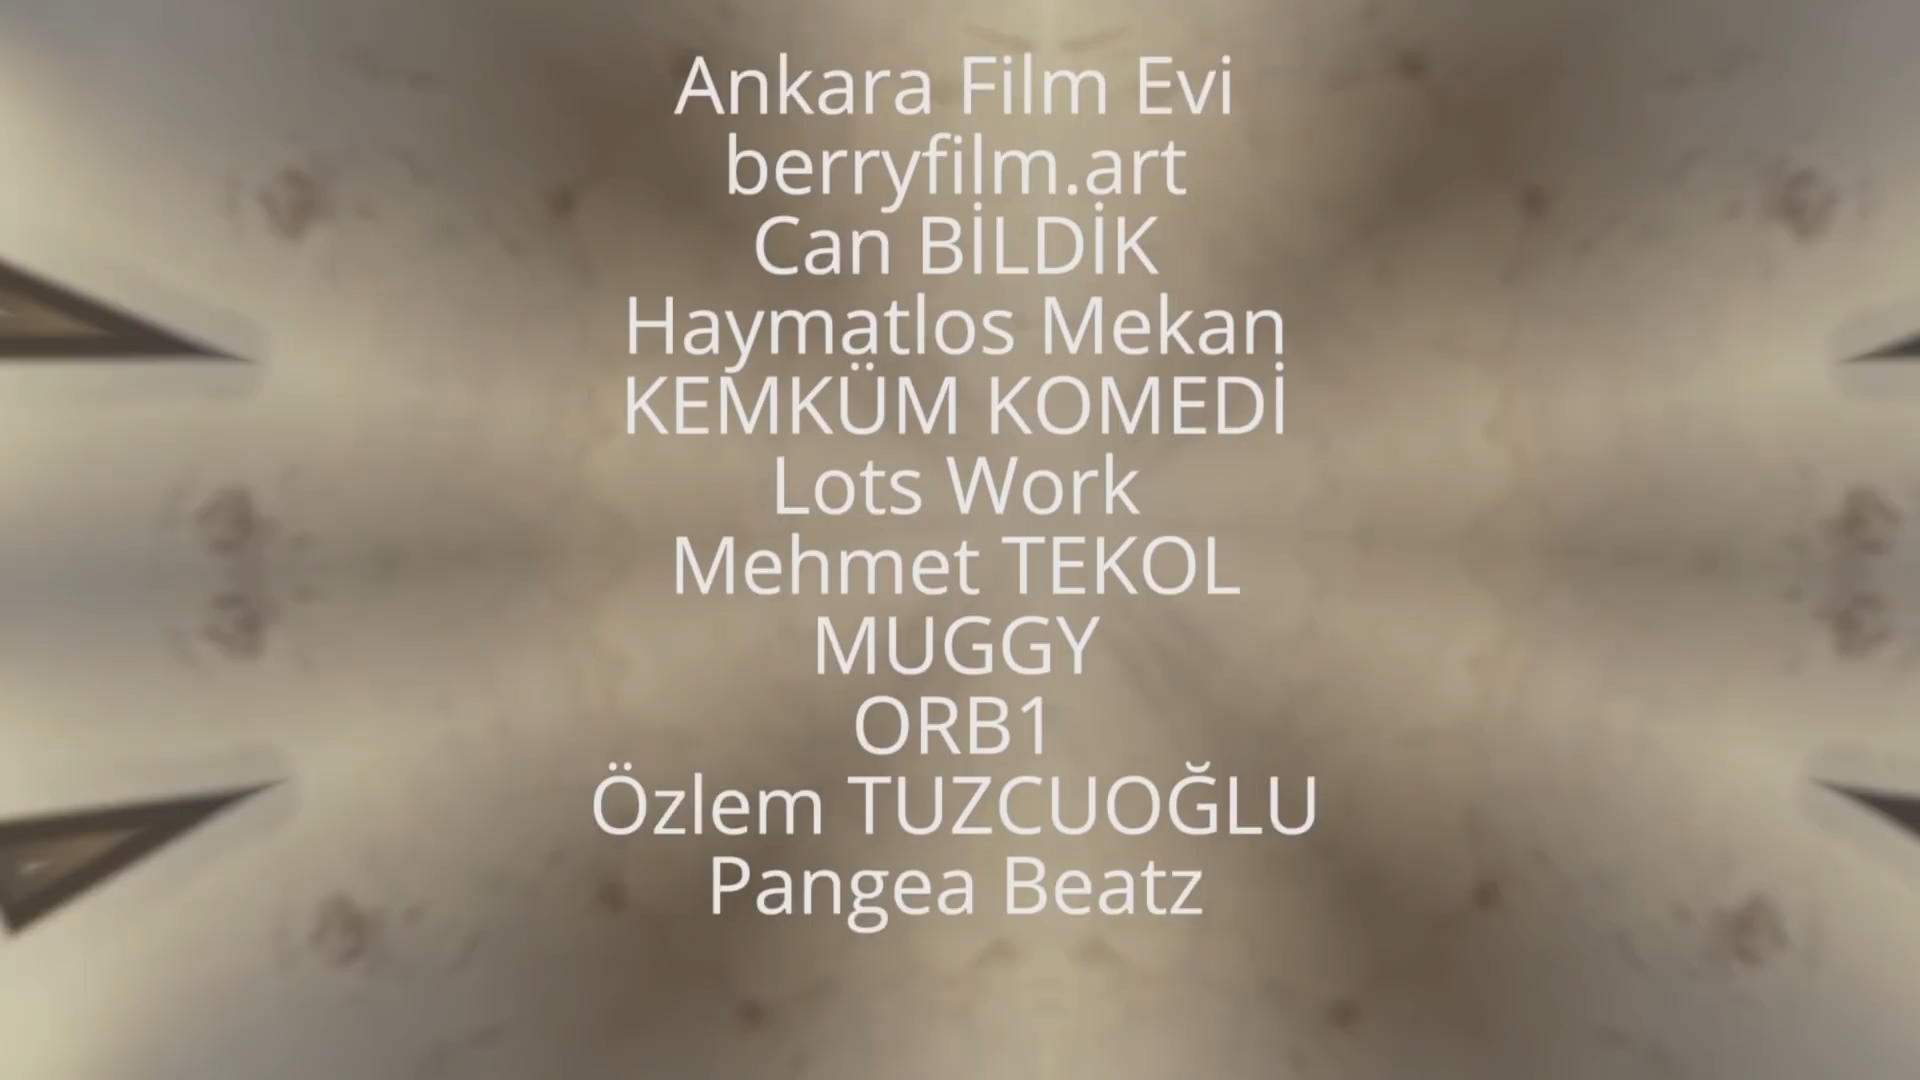 Ankara Film Evi
berryfilm.art
Can BİLDİK
Haymatlos Mekan
KEMKÜM KOMEDİ
Lots Work
Mehmet TEKOL
MUGGY
ORB1
Özlem TUZCUOĞLU
Pangea Beatz